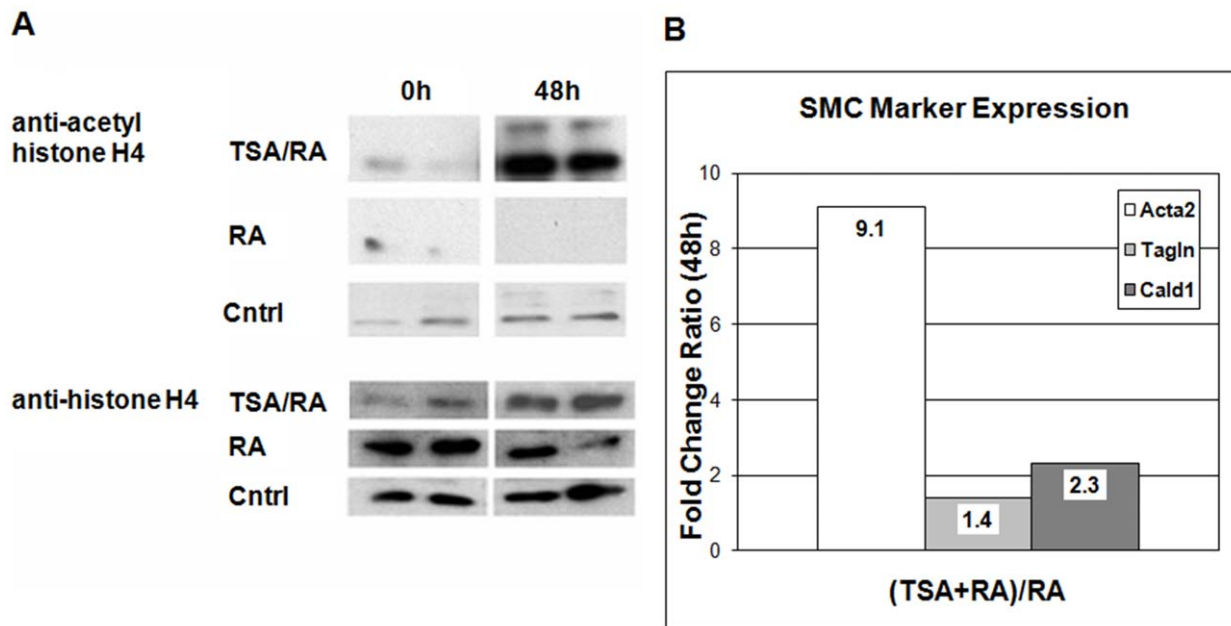 A
0h 48h
anti-acetyl
histone H4
TSA/RA
RA
Cntrl
anti-histone H4 TSA/RA
RA
Cntrl
B
SMC Marker Expression
Fold Change Ratio (48h)
10
8
6
4
2
0
9.1
1.4
2.3
Acta2
Tagln
Cald1
(TSA+RA)/RA